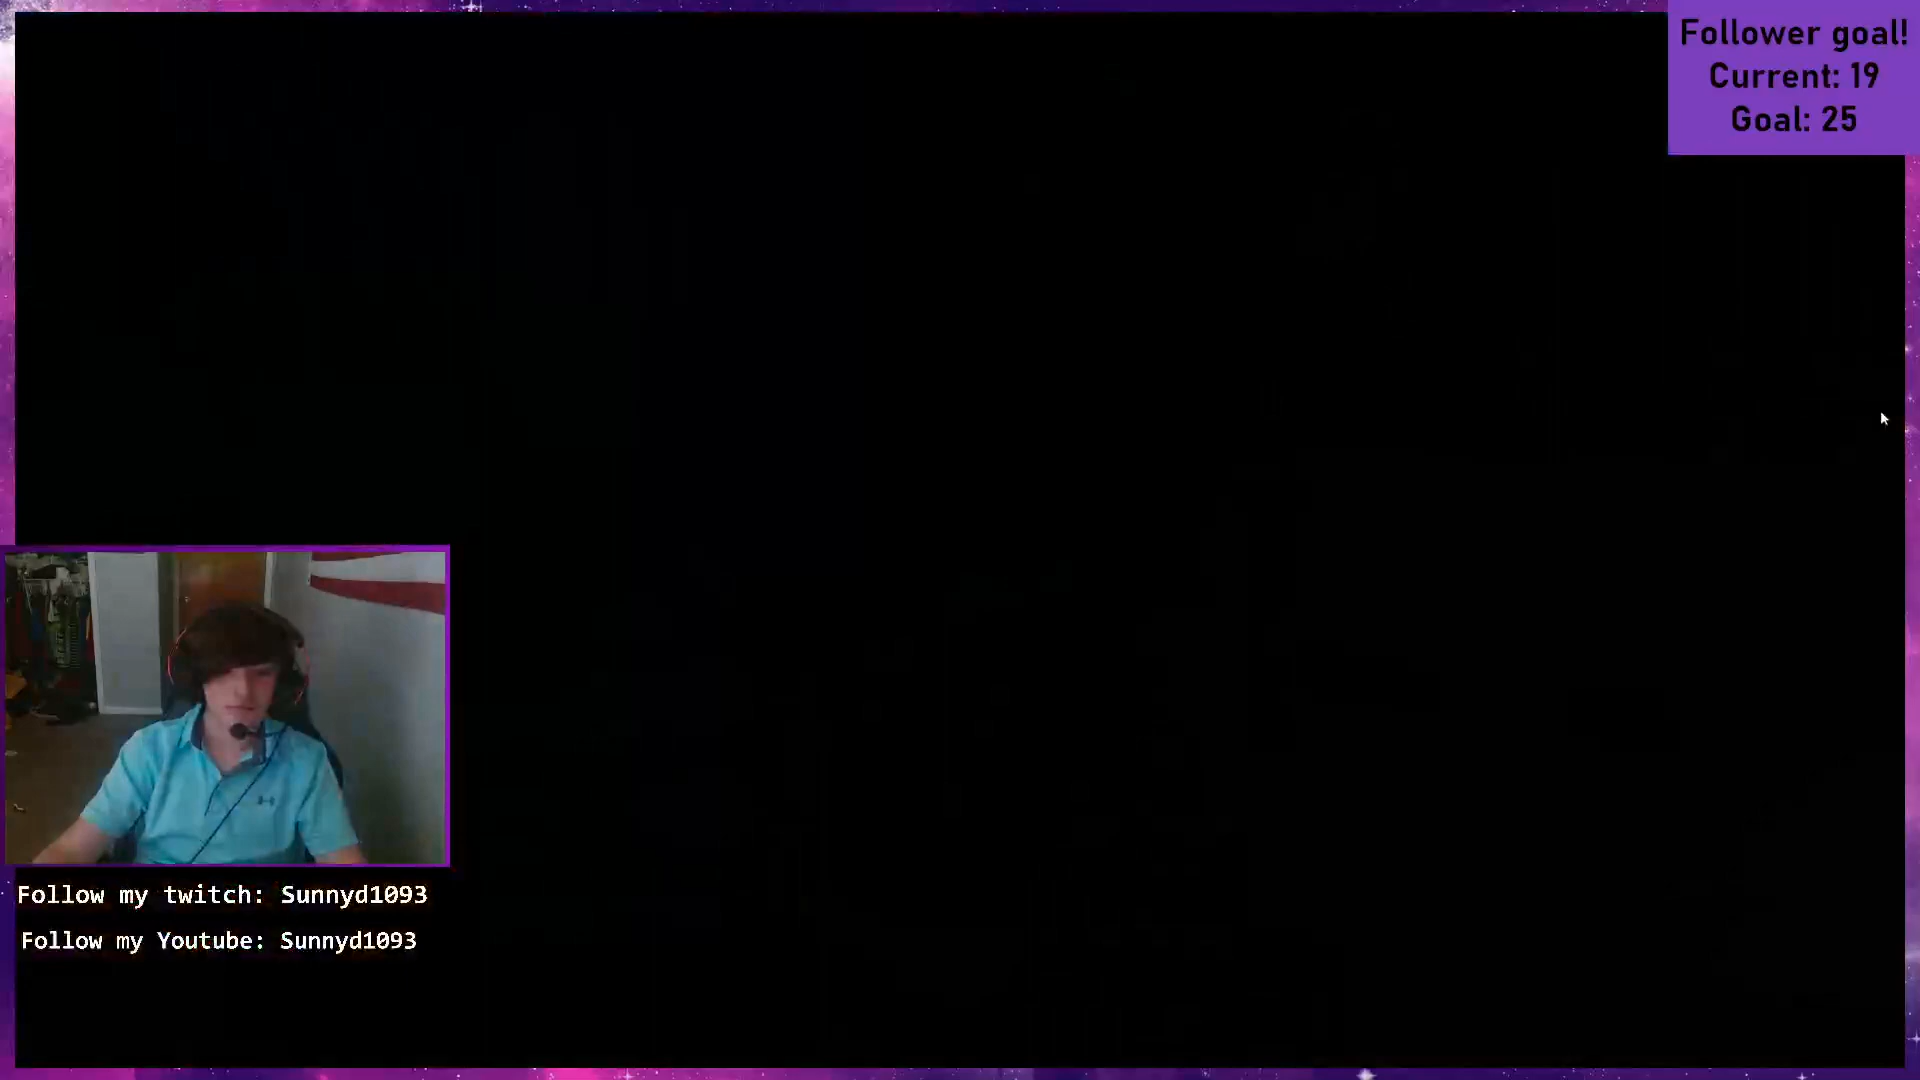 Follower goal!
Current: 19
Goal: 25
Follow my twitch: Sunnyd1093
Follow my Youtube: Sunnyd1093